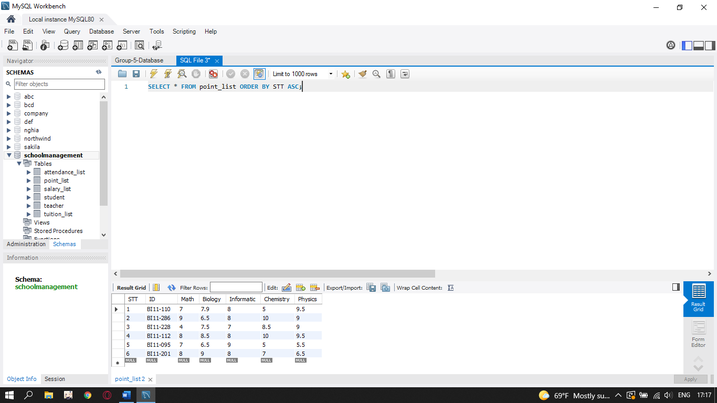 MySQL Workbench
Local instance MySQL80
File Edit View Query Database Server Tools Scripting Help
Navigator
SCHEMAS
Filter objects
abc
bcd
company
def
nghia
northwind
sakila
schoolmanagement
Tables
attendance_list
point_list
salary_list
student
teacher
tuition_list
Views
Stored Procedures
Functions
Administration Schemas
Information
Schema:
schoolmanagement
Object Info Session
Group-5-Database SQL File 3*
Limit to 1000 rows
1 SELECT * FROM point_list ORDER BY STT ASC;
Result Grid Filter Rows: Edit: Export/Import: Wrap Cell Content:
STT ID Math Biology Informatic Chemistry Physics
1 BI11-110 7 7.9 8 5 9.5
2 BI11-286 9 6.5 8 10 9
3 BI11-228 4 7.5 7 8.5 9
4 BI11-112 8 8.5 8 10 9.5
5 BI11-095 7 6.5 9 5 5.5
6 BI11-201 8 9 8 7 6.5
NULL NULL NULL NULL NULL NULL NULL
Result
Grid
Form
Editor
point_list 2
Apply
69°F Mostly su... ENG 17:17